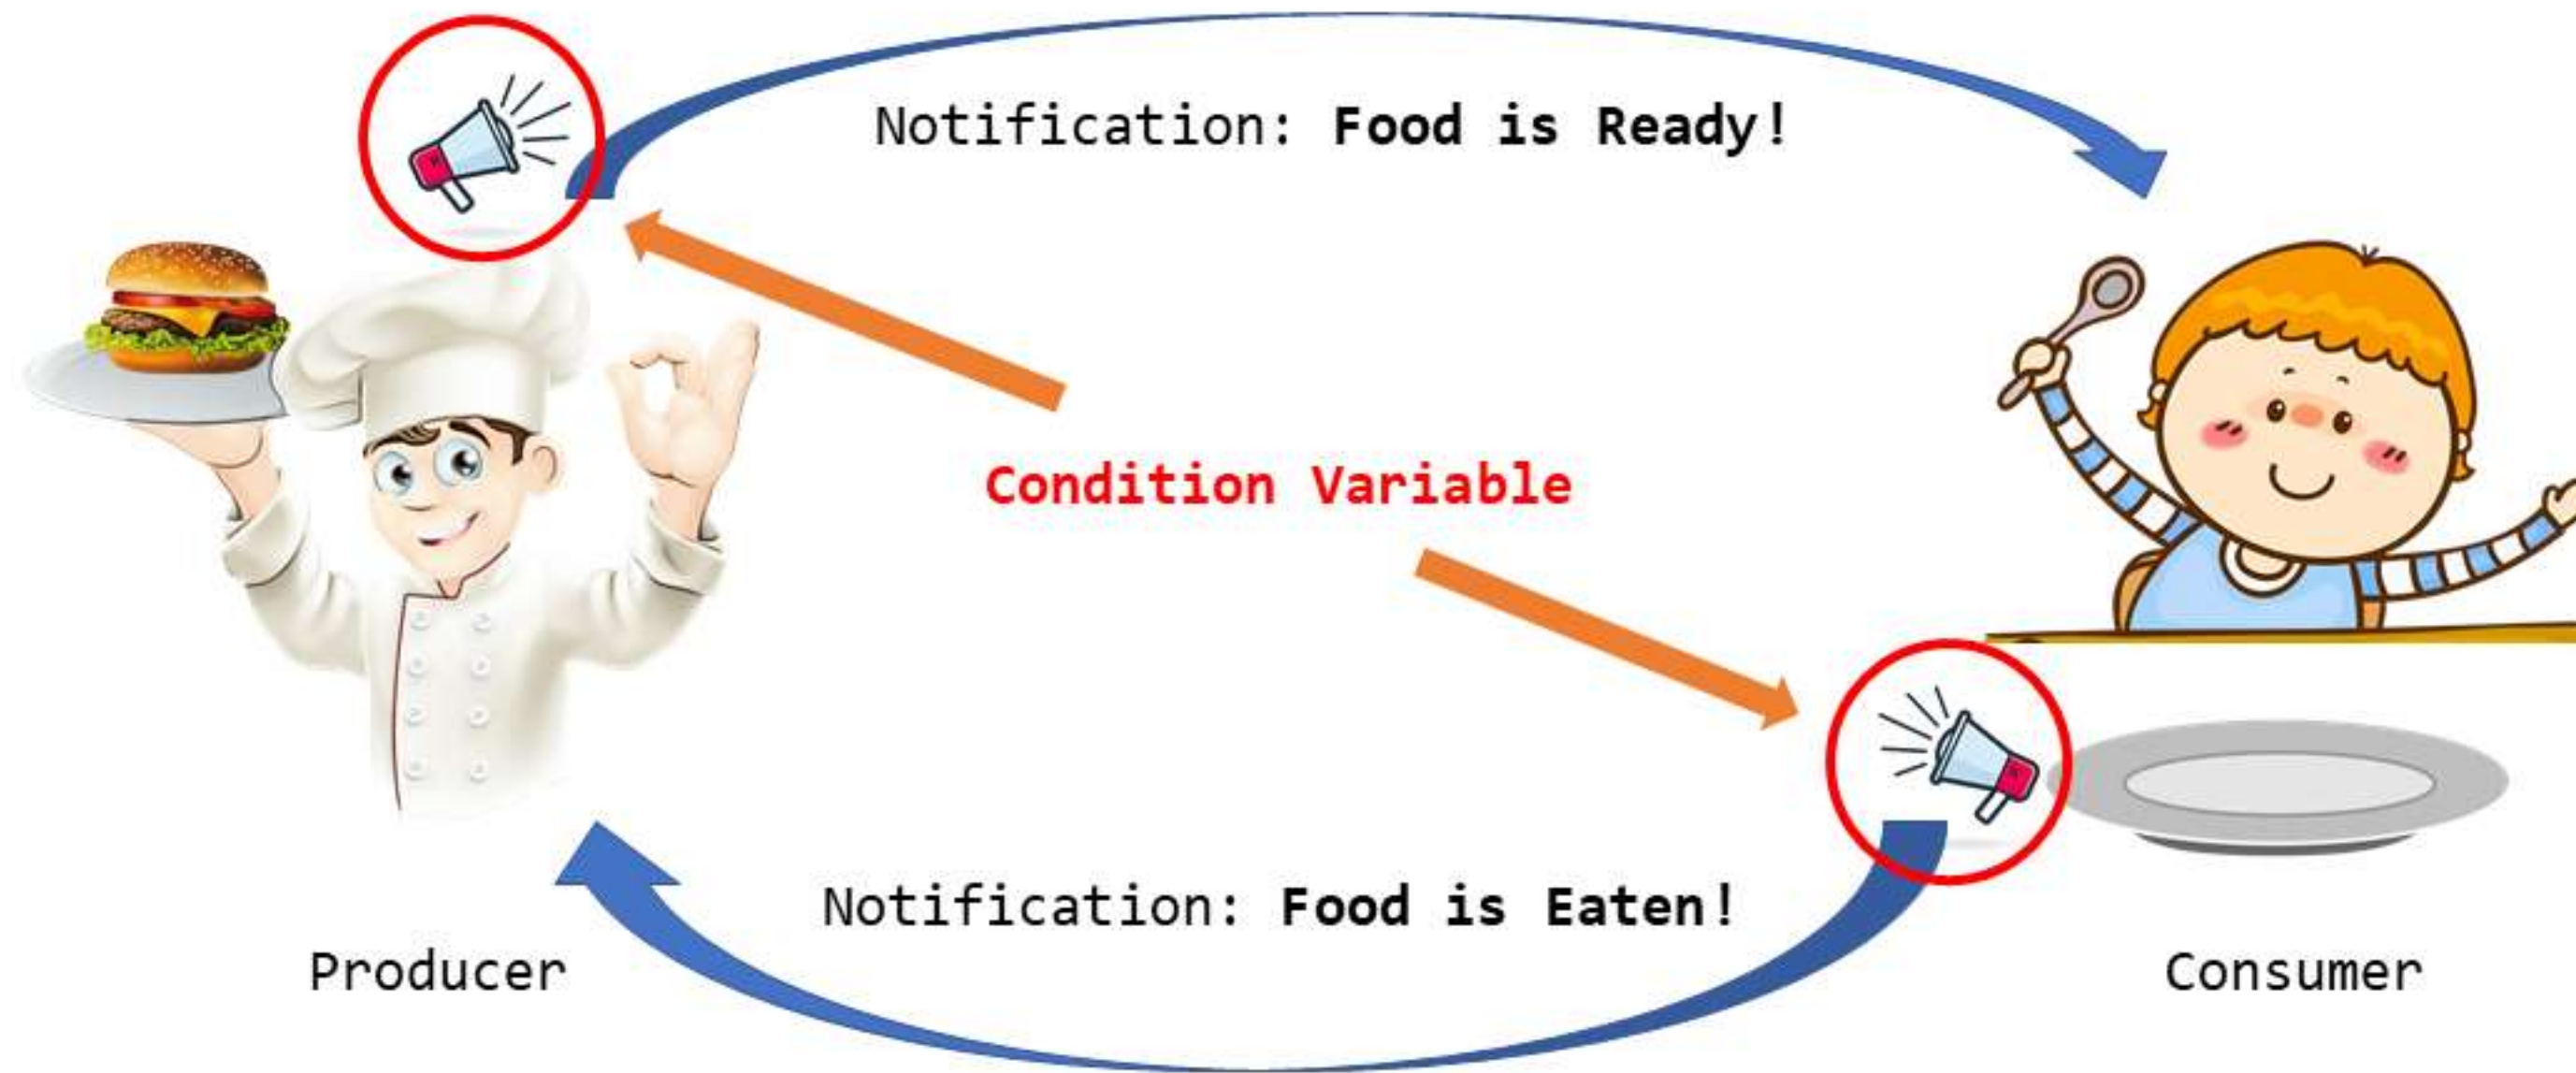 Notification: Food is Ready!
Condition Variable
Notification: Food is Eaten!
Producer
Consumer